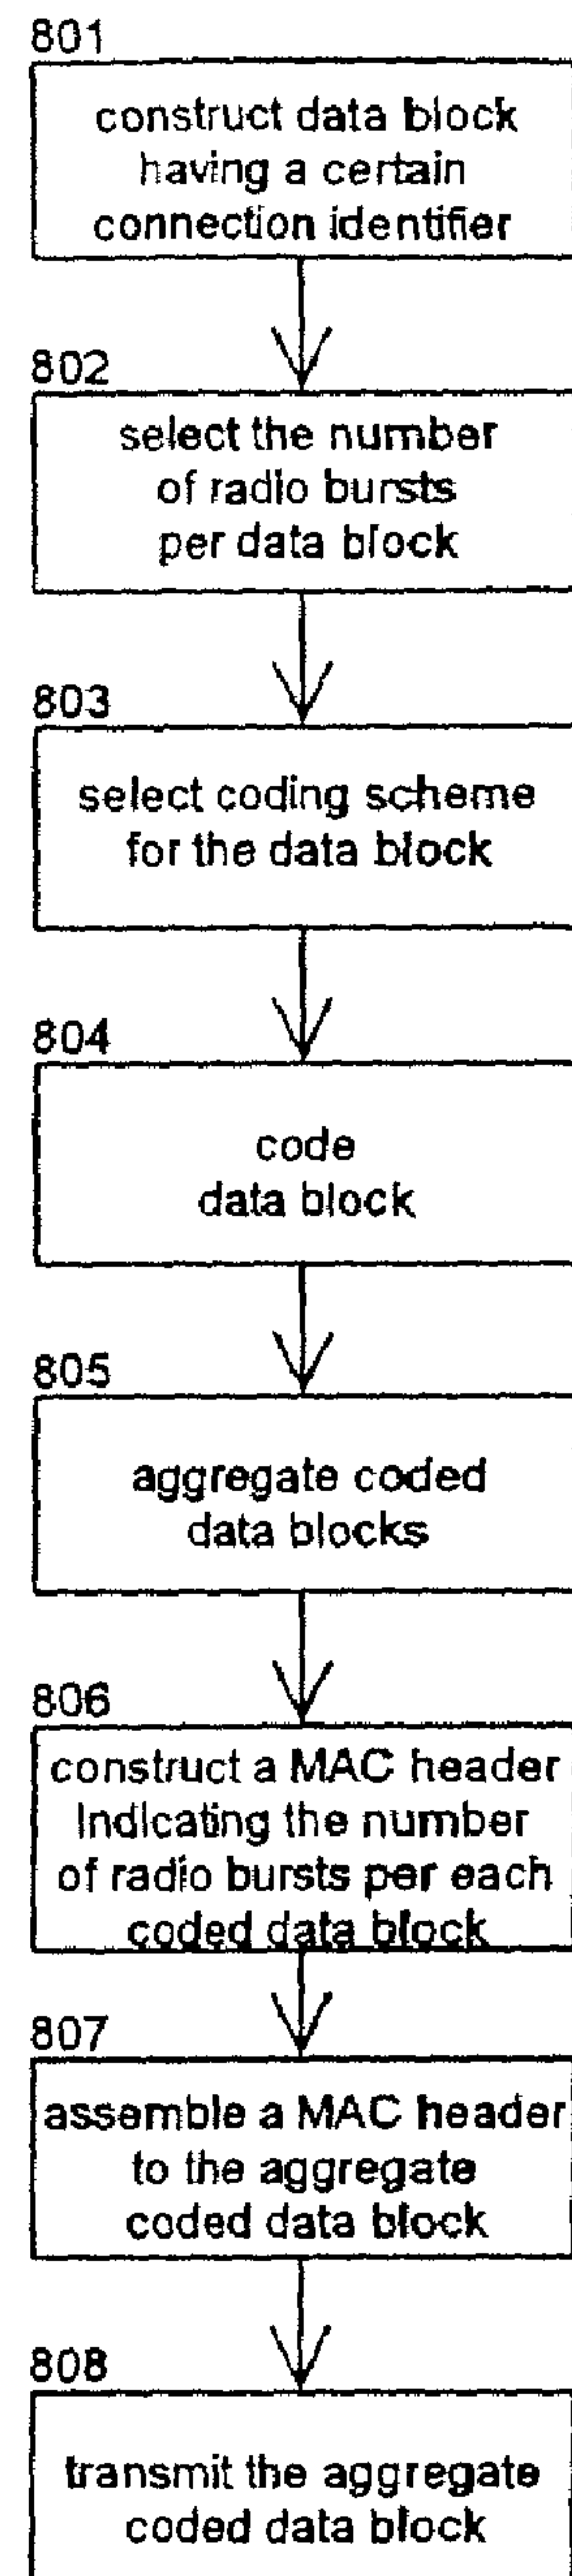 801
construct data block
having a certain
connection identifier
802
select the number
of radio bursts
per data block
803
select coding scheme
for the data block
804
code
data block
805
aggregate coded
data blocks
806
construct a MAC header
Indicating the number
of radio bursts per each
coded data block
807
assemble a MAC header
to the aggregate
coded data block
808
transmit the aggregate
coded data block